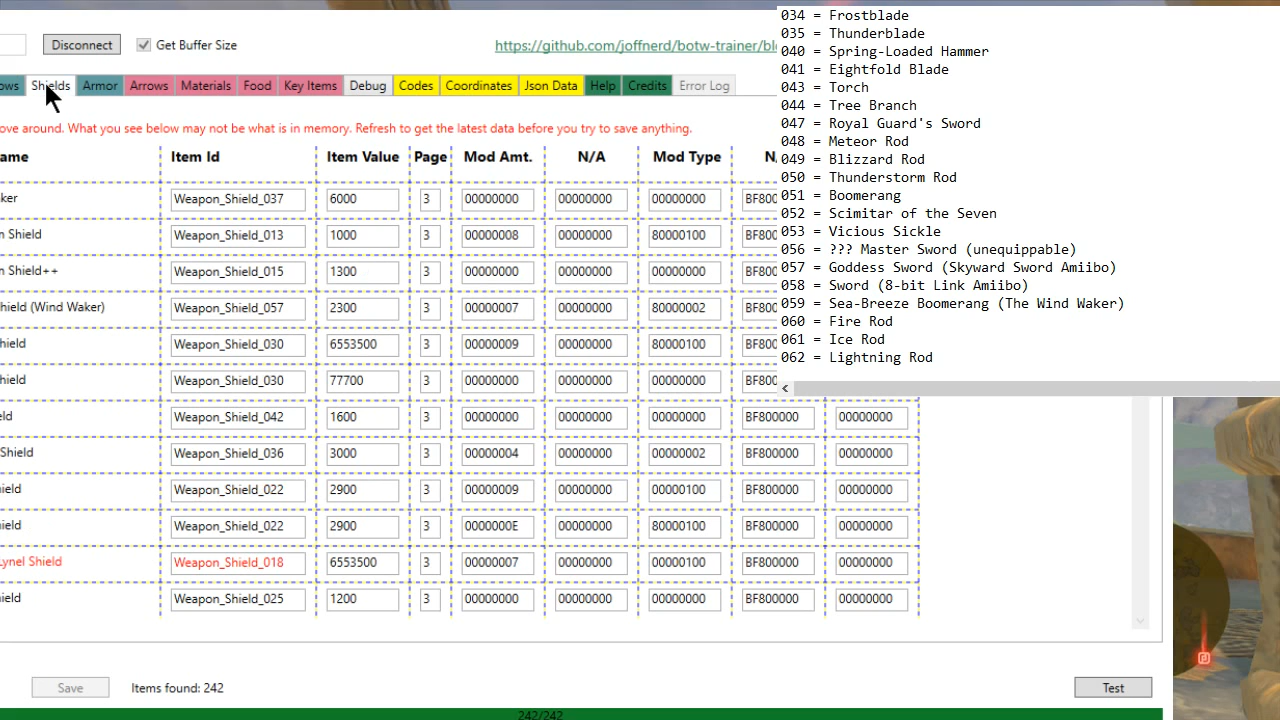 Disconnect
Get Buffer Size
https://github.com/joffnerd/botw-trainer/blo
ows
Shields
Armor
Arrows
Materials
Food
Key Items
Debug
Codes
Coordinates
Json Data
Help
Credits
Error Log
ove around. What you see below may not be what is in memory. Refresh to get the latest data before you try to save anything.
ame Item Id Item Value Page Mod Amt. N/A Mod Type N/
ker Weapon_Shield_037 6000 3 00000000 00000000 00000000 BF800
n Shield Weapon_Shield_013 1000 3 00000008 00000000 80000100 BF800
n Shield++ Weapon_Shield_015 1300 3 00000000 00000000 00000000 BF800
hield (Wind Waker) Weapon_Shield_057 2300 3 00000007 00000000 80000002 BF800
hield Weapon_Shield_030 6553500 3 00000009 00000000 80000100 BF800
hield Weapon_Shield_030 77700 3 00000000 00000000 00000000 BF800
eld Weapon_Shield_042 1600 3 00000000 00000000 00000000 BF800000 00000000
Shield Weapon_Shield_036 3000 3 00000004 00000000 00000002 BF800000 00000000
ield Weapon_Shield_022 2900 3 00000009 00000000 00000100 BF800000 00000000
ield Weapon_Shield_022 2900 3 0000000E 00000000 80000100 BF800000 00000000
Lynel Shield Weapon_Shield_018 6553500 3 00000007 00000000 00000100 BF800000 00000000
ield Weapon_Shield_025 1200 3 00000000 00000000 00000000 BF800000 00000000
Save
Items found: 242
Test
242/242
034 = Frostblade
035 = Thunderblade
040 = Spring-Loaded Hammer
041 = Eightfold Blade
043 = Torch
044 = Tree Branch
047 = Royal Guard's Sword
048 = Meteor Rod
049 = Blizzard Rod
050 = Thunderstorm Rod
051 = Boomerang
052 = Scimitar of the Seven
053 = Vicious Sickle
056 = ??? Master Sword (unequippable)
057 = Goddess Sword (Skyward Sword Amiibo)
058 = Sword (8-bit Link Amiibo)
059 = Sea-Breeze Boomerang (The Wind Waker)
060 = Fire Rod
061 = Ice Rod
062 = Lightning Rod